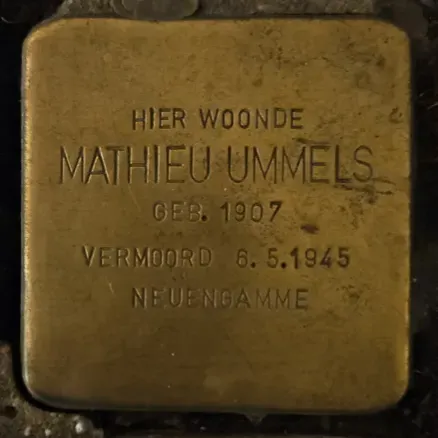 HIER WOONDE
MATHIEU UMMELS
GEB. 1907
VERMOORD 6.5.1945
NEUENGAMME